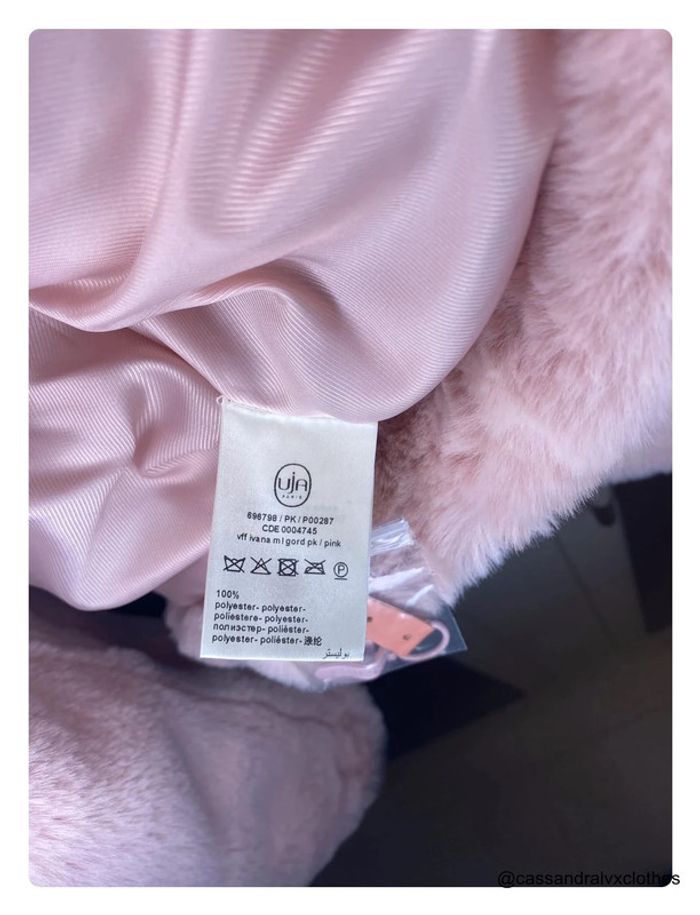 uja
PARIS
696798 / PK / P00287
CDE 0004745
vff ivana mi gord pk / pink
P
100%
polyester- polyester-
poliestere- polyester-
полиэстер- poliéster-
polyester- poliéster- 涤纶
بوليستر
@cassandralvxclothes